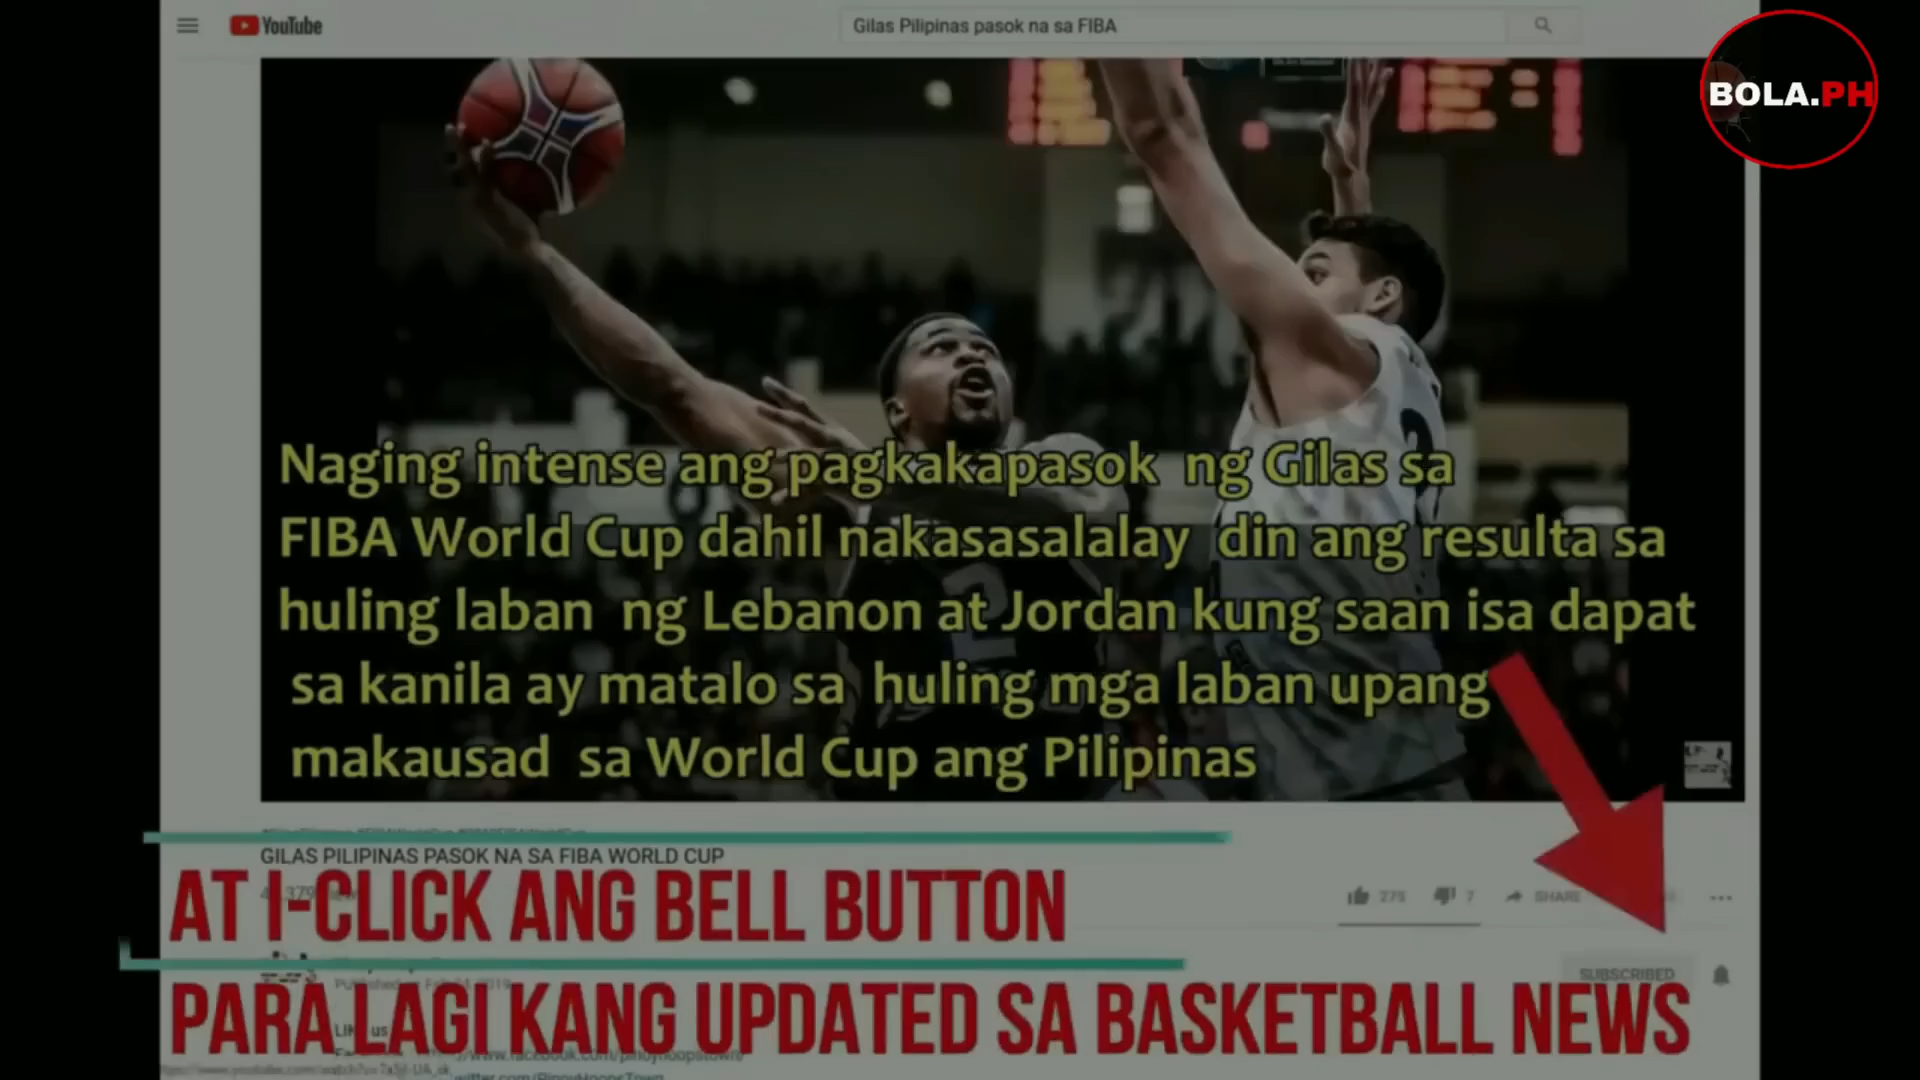 YouTube
Gilas Pilipinas pasok na sa FIBA
BOLA.PH
Naging intense ang pagkakapasok ng Gilas sa
FIBA World Cup dahil nakasasalalay din ang resulta sa
huling laban ng Lebanon at Jordan kung saan isa dapat
sa kanila ay matalo sa huling mga laban upang
makausad sa World Cup ang Pilipinas
GILAS PILIPINAS PASOK NA SA FIBA WORLD CUP
275
7
SHARE
AT I-CLICK ANG BELL BUTTON
SUBSCRIBED
PARA LAGI KANG UPDATED SA BASKETBALL NEWS